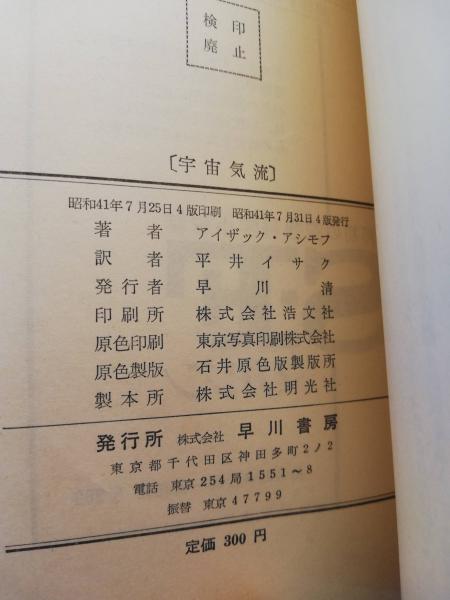 検印
廃止
〔宇宙気流〕
昭和41年7月25日4版印刷 昭和41年7月31日4版発行
著者 アイザック・アシモフ
訳者 平井イサク
発行者 早川清
印刷所 株式会社浩文社
原色印刷 東京写真印刷株式会社
原色製版 石井原色版製版所
製本所 株式会社明光社
発行所 株式会社 早川書房
東京都千代田区神田多町2ノ2
電話 東京254局1551〜8
振替 東京47799
定価 300円